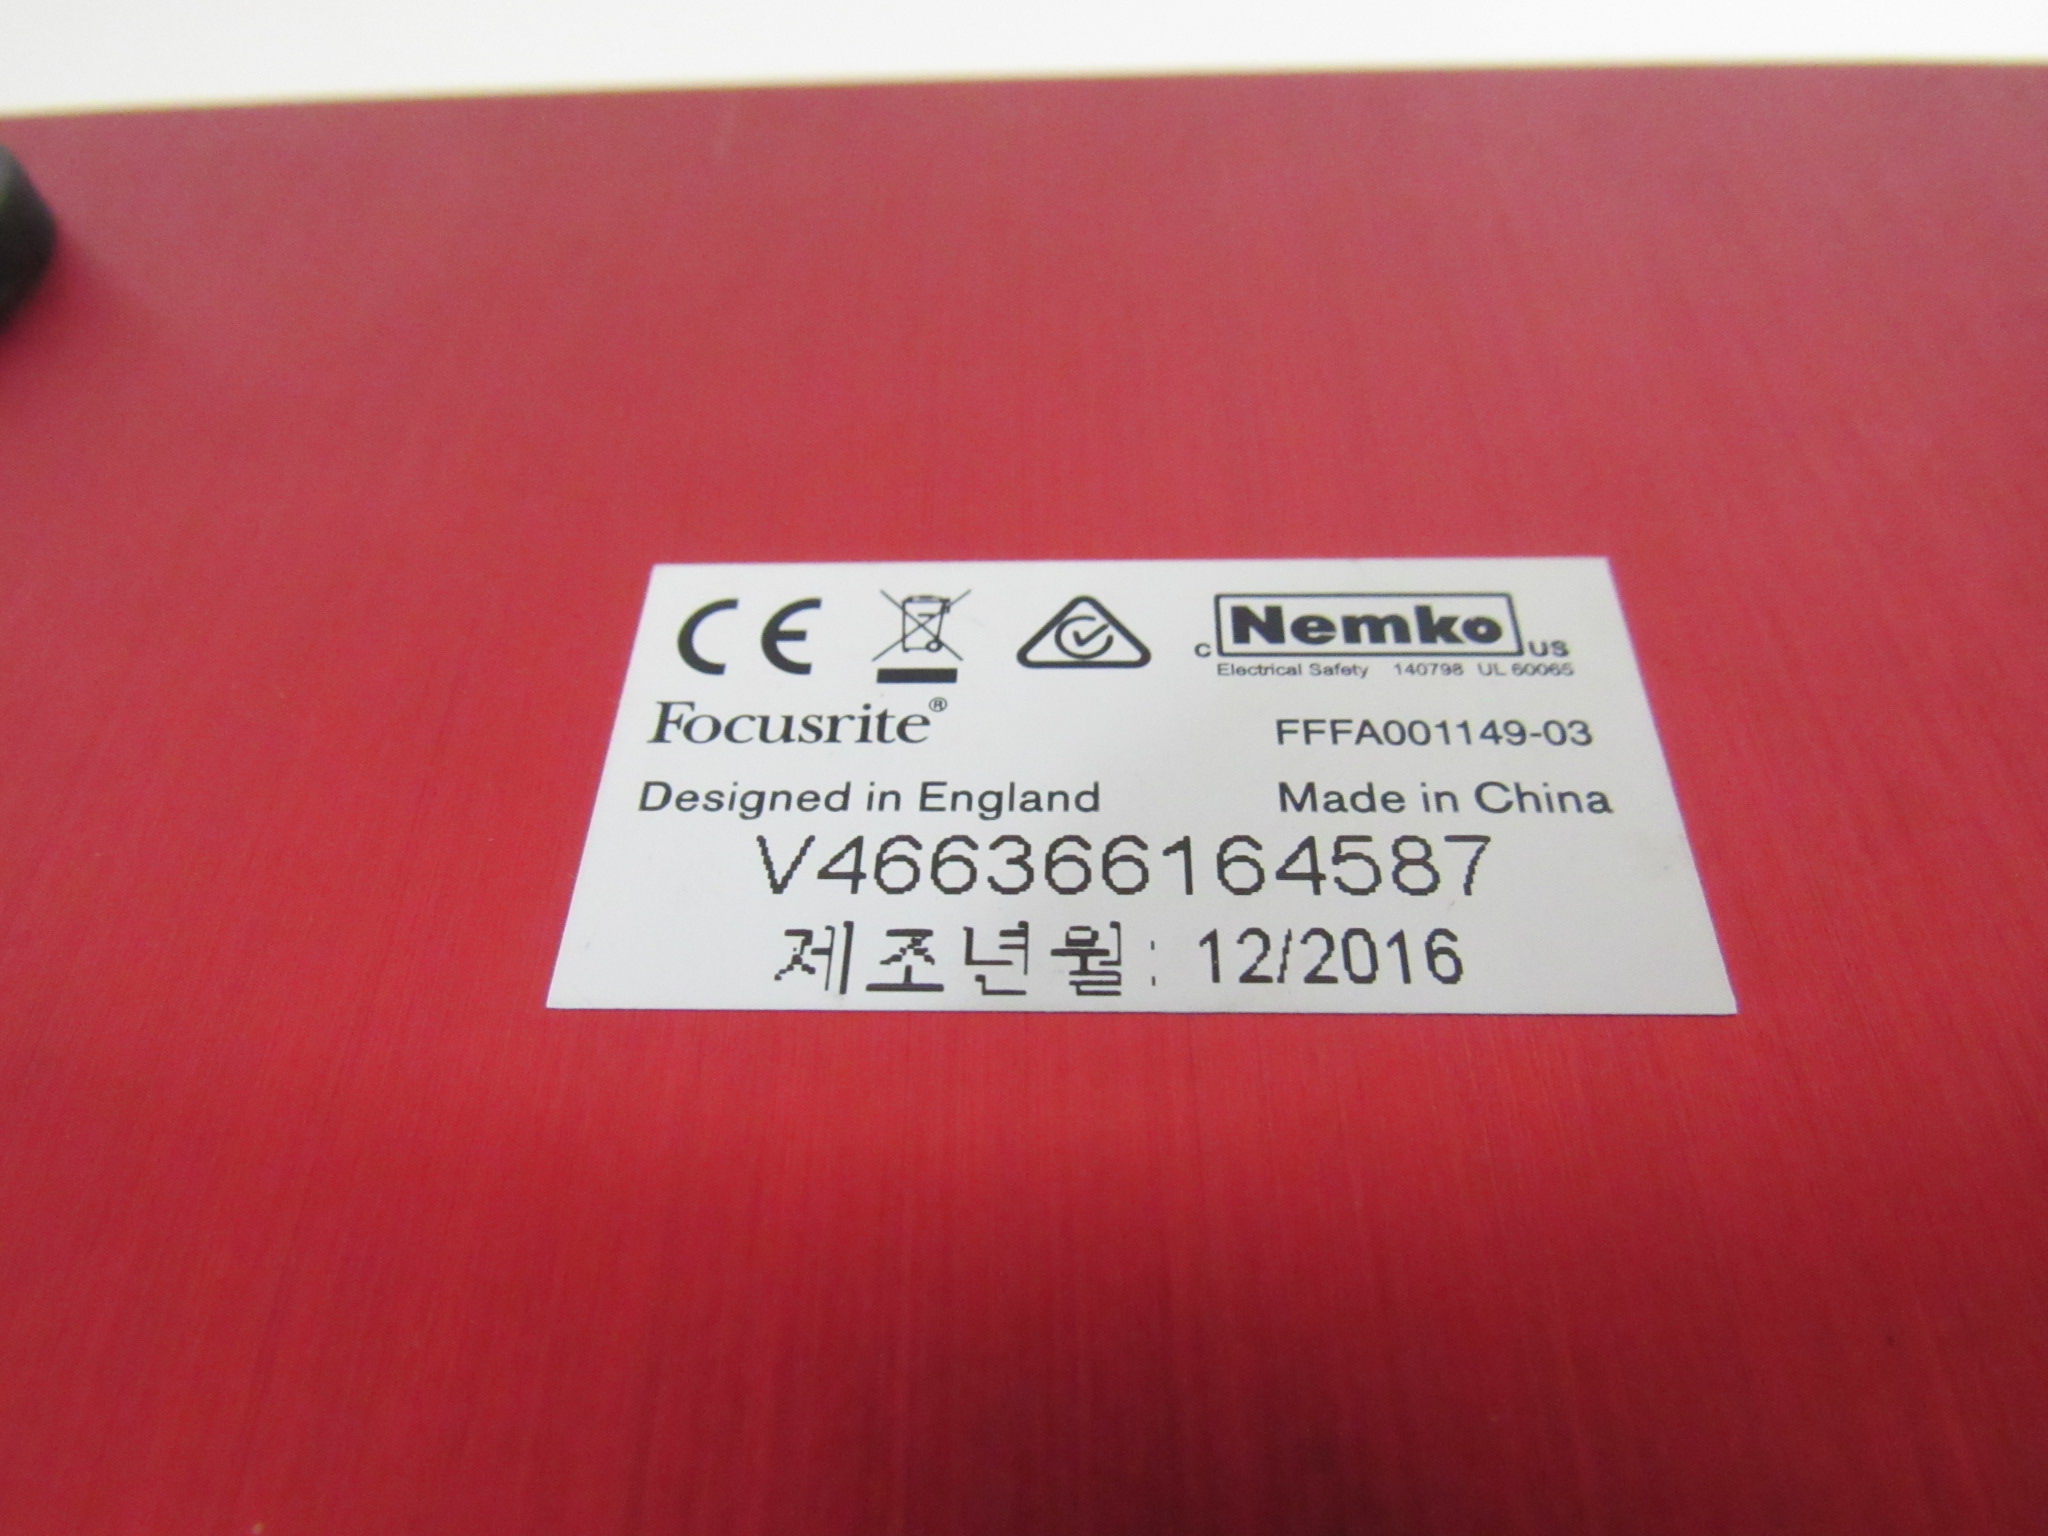 CE
c Nemko us
Electrical Safety 140798 UL 60065
Focusrite® FFFA001149-03
Designed in England Made in China
V466366164587
제조년월: 12/2016